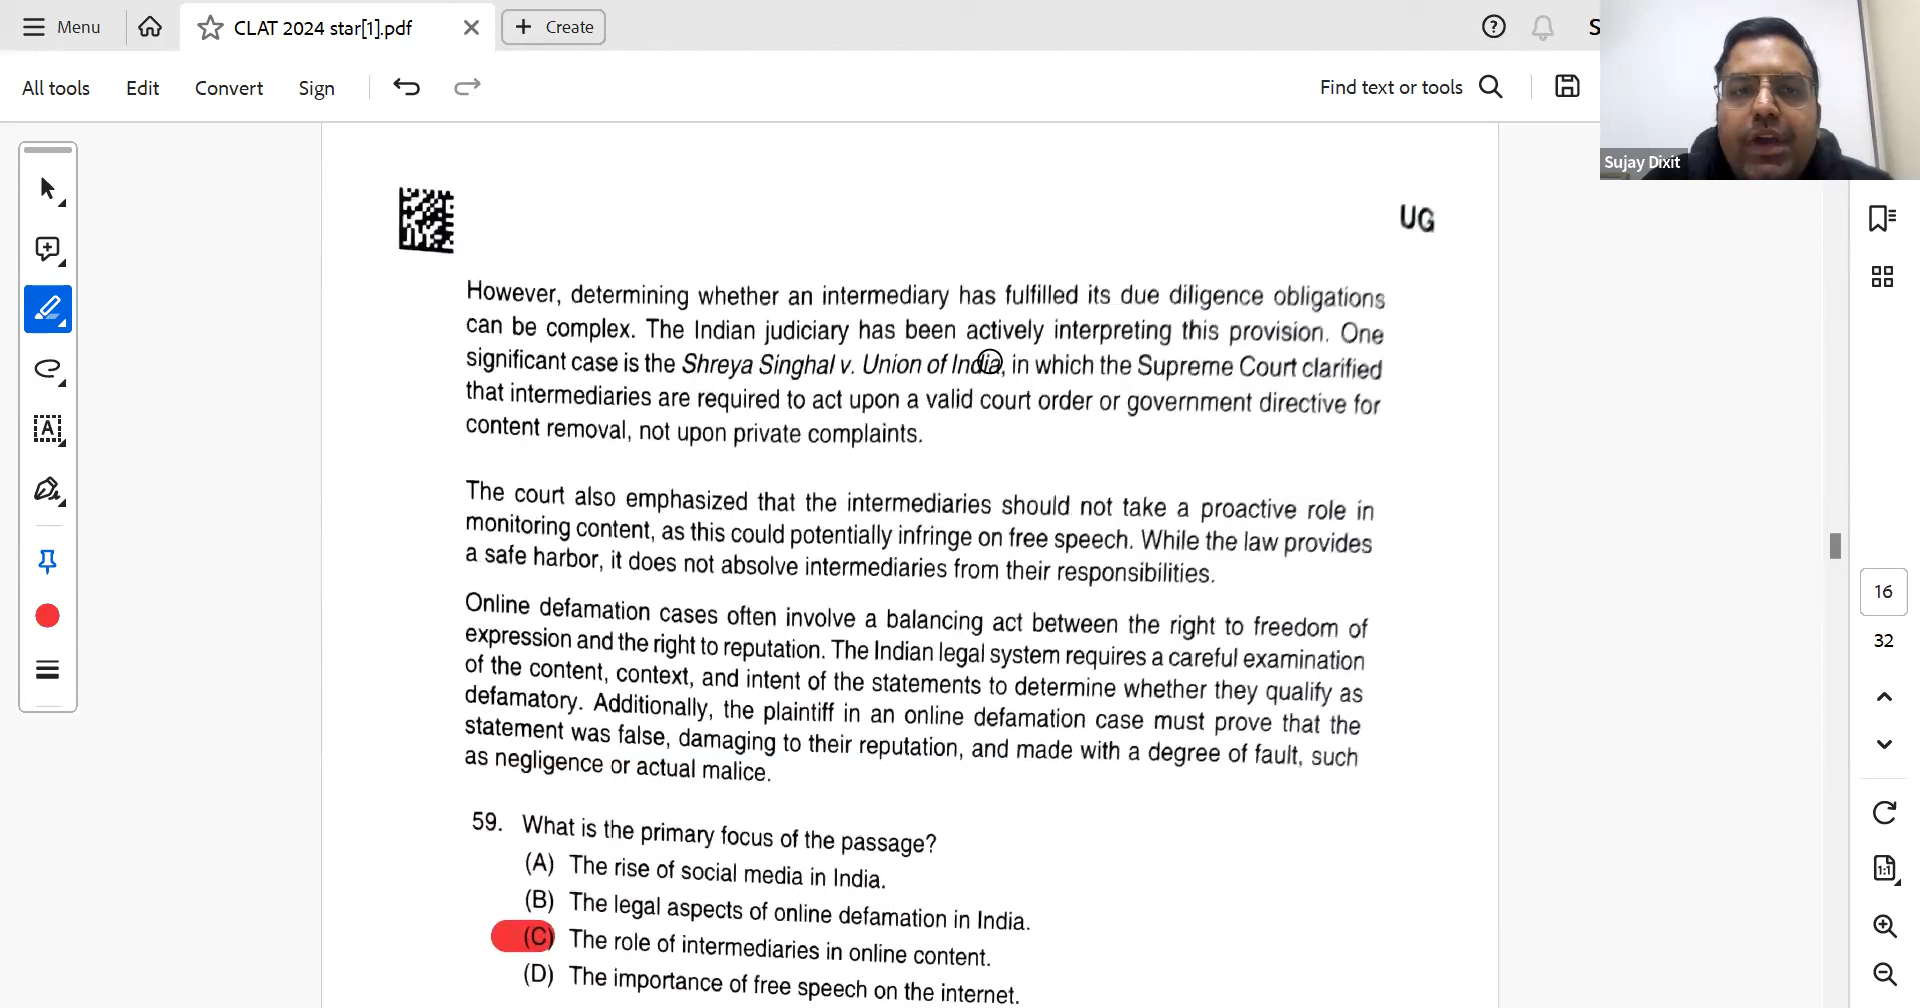 Menu
CLAT 2024 star[1].pdf
Create
S
All tools
Edit
Convert
Sign
Find text or tools
Sujay Dixit
UG
However, determining whether an intermediary has fulfilled its due diligence obligations
can be complex. The Indian judiciary has been actively interpreting this provision. One
significant case is the Shreya Singhal v. Union of India, in which the Supreme Court clarified
that intermediaries are required to act upon a valid court order or government directive for
content removal, not upon private complaints.
The court also emphasized that the intermediaries should not take a proactive role in
monitoring content, as this could potentially infringe on free speech. While the law provides
a safe harbor, it does not absolve intermediaries from their responsibilities.
Online defamation cases often involve a balancing act between the right to freedom of
expression and the right to reputation. The Indian legal system requires a careful examination
of the content, context, and intent of the statements to determine whether they qualify as
defamatory. Additionally, the plaintiff in an online defamation case must prove that the
statement was false, damaging to their reputation, and made with a degree of fault, such
as negligence or actual malice.
59. What is the primary focus of the passage?
(A) The rise of social media in India.
(B) The legal aspects of online defamation in India.
(C) The role of intermediaries in online content.
(D) The importance of free speech on the internet.
16
32
1:1